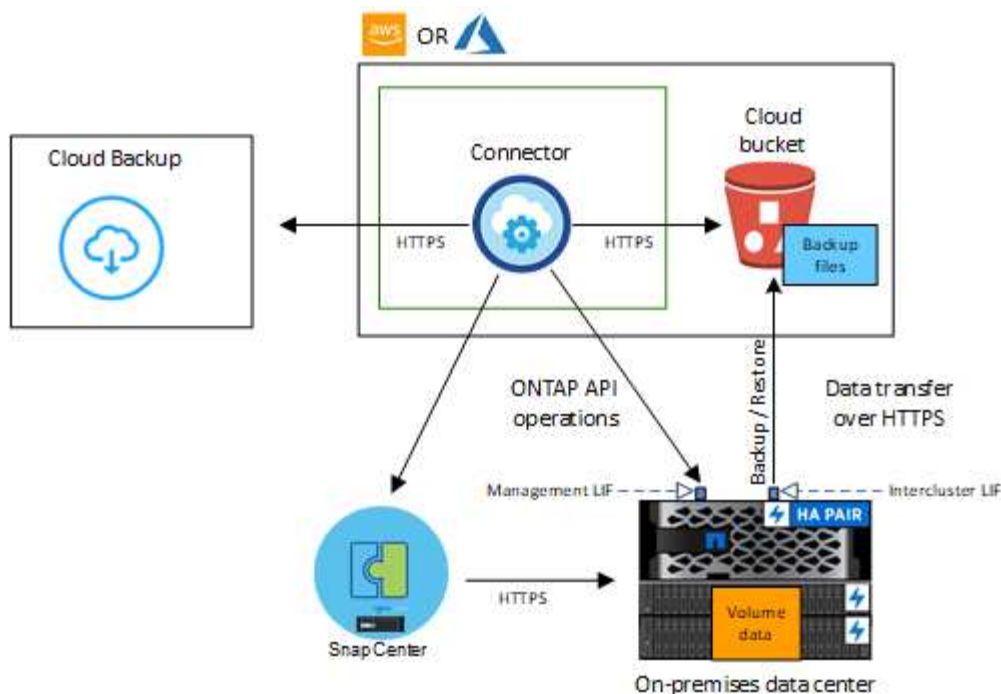 aws OR
Cloud Backup
Connector
Cloud
bucket
HTTPS
HTTPS
Backup
files
ONTAP API
operations
Backup / Restore
Data transfer
over HTTPS
Management LIF
Intercluster LIF
HA PAIR
HTTPS
Volume
data
SnapCenter
On-premises data center